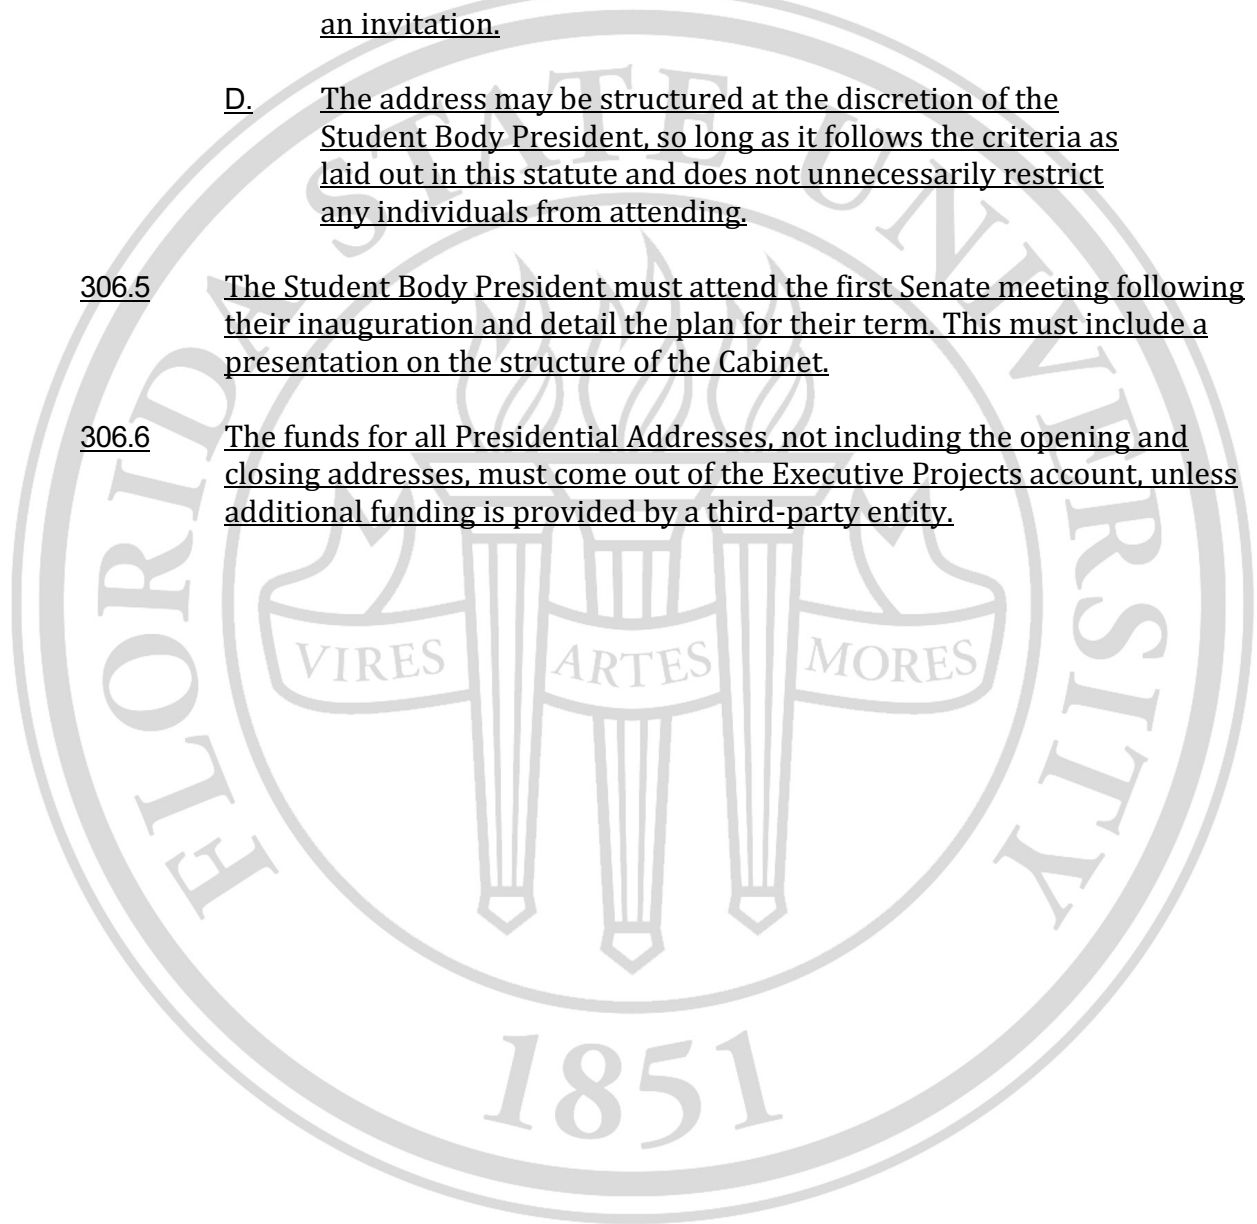 an invitation.
D. The address may be structured at the discretion of the
Student Body President, so long as it follows the criteria as
laid out in this statute and does not unnecessarily restrict
any individuals from attending.
306.5 The Student Body President must attend the first Senate meeting following
their inauguration and detail the plan for their term. This must include a
presentation on the structure of the Cabinet.
306.6 The funds for all Presidential Addresses, not including the opening and
closing addresses, must come out of the Executive Projects account, unless
additional funding is provided by a third-party entity.
FLORIDA STATE UNIVERSITY
VIRES ARTES MORES
1851